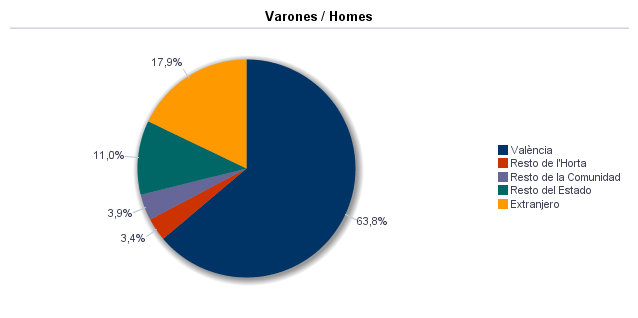 Varones / Homes
17,9%
11,0%
3,9%
3,4%
63,8%
València
Resto de l'Horta
Resto de la Comunidad
Resto del Estado
Extranjero